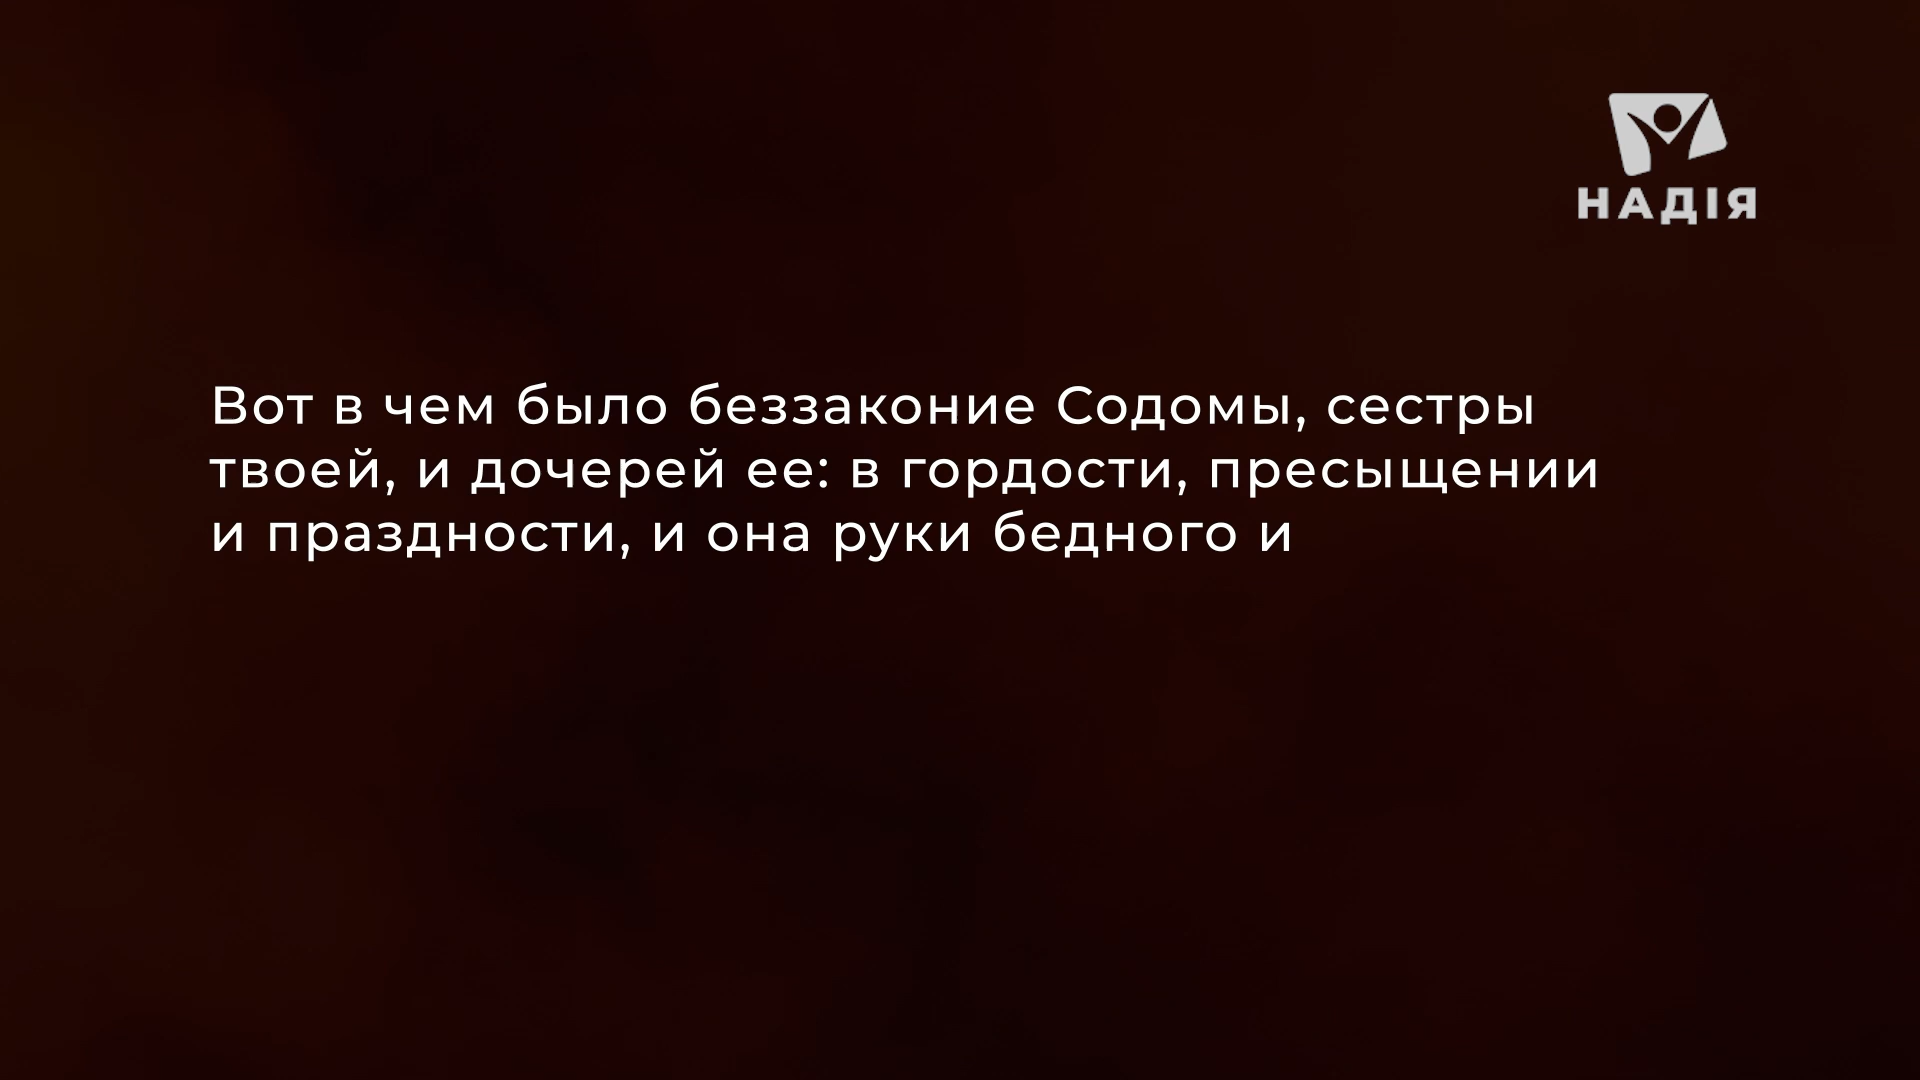 НАДІЯ
Вот в чем было беззаконие Содомы, сестры
твоей, и дочерей ее: в гордости, пресыщении
и праздности, и она руки бедного и